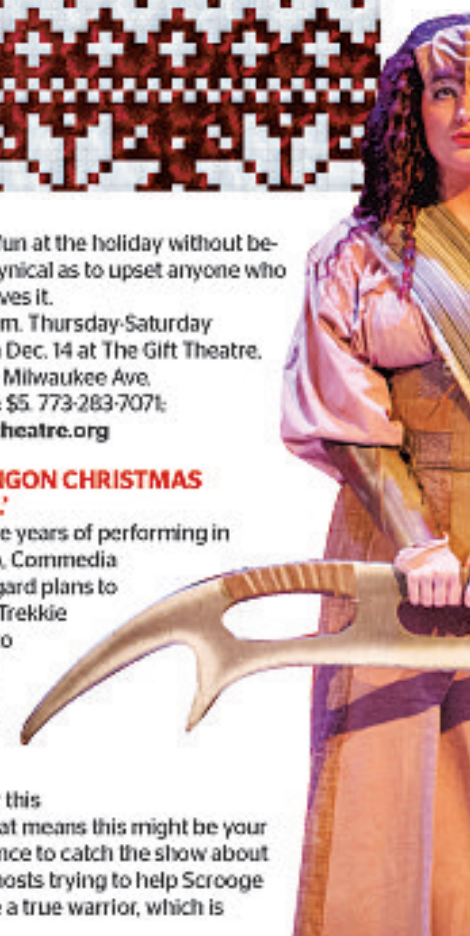 fun at the holiday without be-
ynical as to upset anyone who
ves it.
m. Thursday-Saturday
Dec. 14 at The Gift Theatre,
Milwaukee Ave.
$5. 773-283-7071;
heatre.org
NGON CHRISTMAS
.’
e years of performing in
, Commedia
gard plans to
Trekkie
o
this
at means this might be your
nce to catch the show about
hosts trying to help Scrooge
e a true warrior, which is